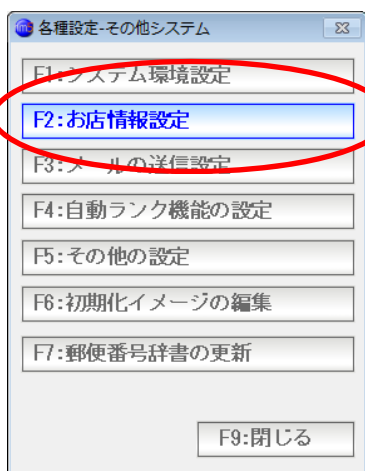 各種設定-その他システム
F1:システム環境設定
F2:お店情報設定
F3:メールの送信設定
F4:自動ランク機能の設定
F5:その他の設定
F6:初期化イメージの編集
F7:郵便番号辞書の更新
F9:閉じる